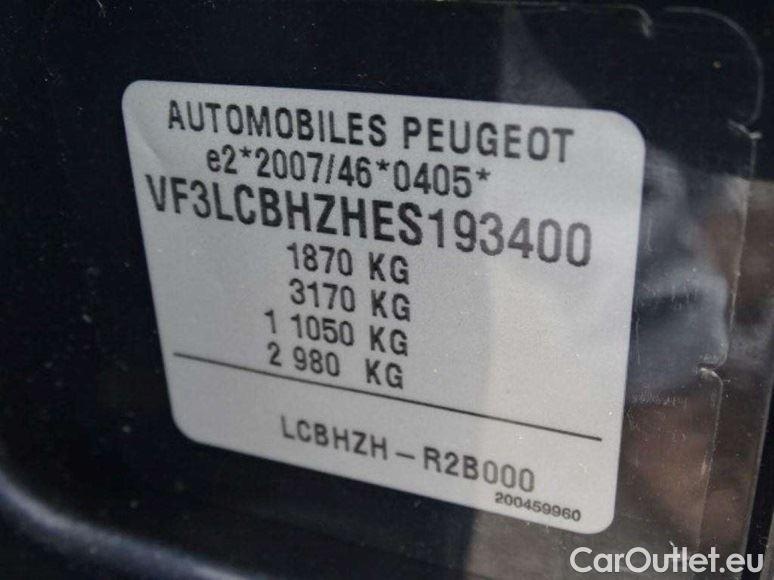 AUTOMOBILES PEUGEOT
e2*2007/46*0405*
VF3LCBHZHES193400
1870 KG
3170 KG
1 1050 KG
2 980 KG
LCBHZH – R2B000
200459960
CarOutlet.eu